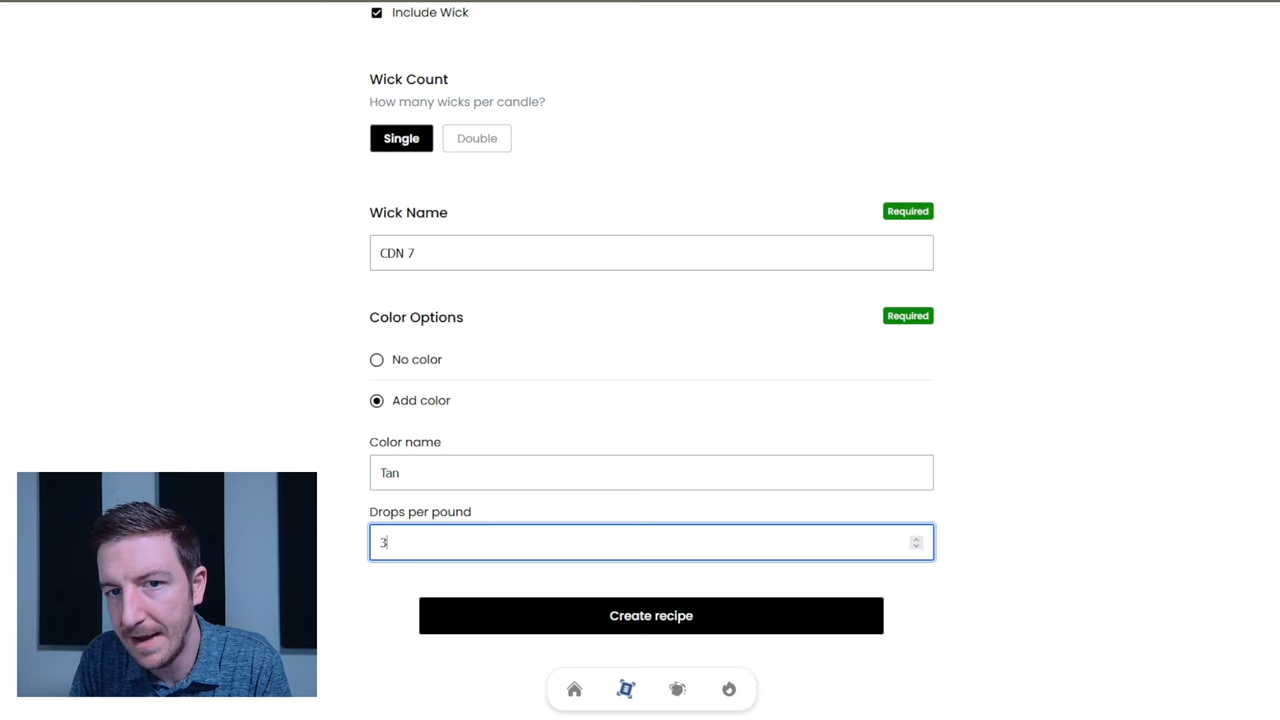 Include Wick
Wick Count
How many wicks per candle?
Single Double
Wick Name Required
CDN 7
Color Options Required
No color
Add color
Color name
Tan
Drops per pound
3
Create recipe